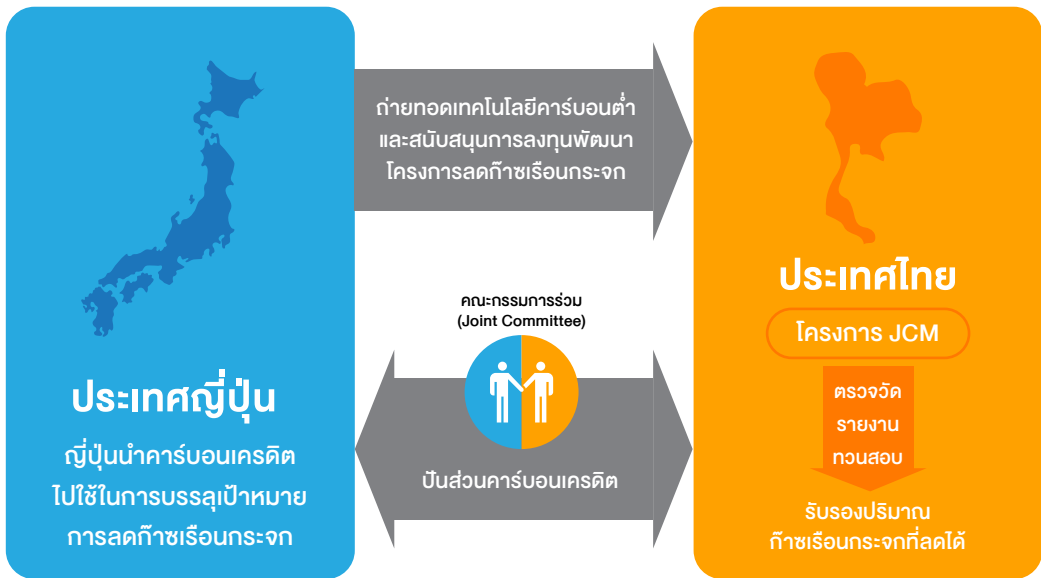 ประเทศญี่ปุ่น
ญี่ปุ่นนำคาร์บอนเครดิต
ไปใช้ในการบรรลุเป้าหมาย
การลดก๊าซเรือนกระจก
ถ่ายทอดเทคโนโลยีคาร์บอนต่ำ
และสนับสนุนการลงทุนพัฒนา
โครงการลดก๊าซเรือนกระจก
คณะกรรมการร่วม
(Joint Committee)
ปันส่วนคาร์บอนเครดิต
ประเทศไทย
โครงการ JCM
ตรวจวัด
รายงาน
ทวนสอบ
รับรองปริมาณ
ก๊าซเรือนกระจกที่ลดได้